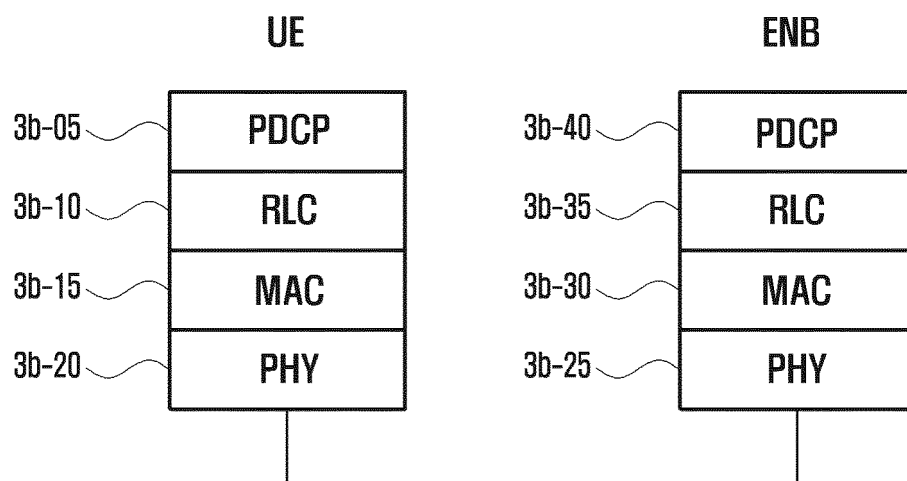 UE ENB
3b-05 PDCP 3b-40 PDCP
3b-10 RLC 3b-35 RLC
3b-15 MAC 3b-30 MAC
3b-20 PHY 3b-25 PHY